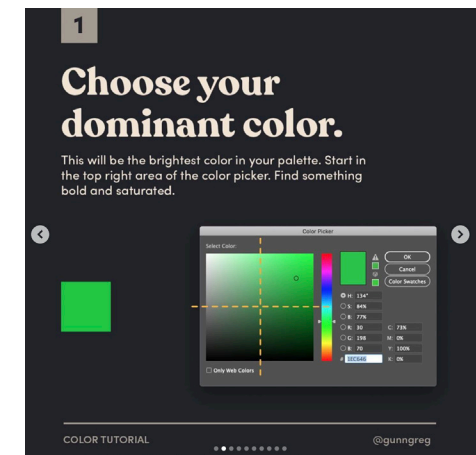 1
Choose your
dominant color.
This will be the brightest color in your palette. Start in
the top right area of the color picker. Find something
bold and saturated.
Color Picker
Select Color:
OK
Cancel
Color Swatches
H: 134°
S: 84%
B: 77%
R: 30 C: 73%
G: 198 M: 0%
B: 70 Y: 100%
# 1EC646 K: 0%
Only Web Colors
COLOR TUTORIAL
@gunngreg